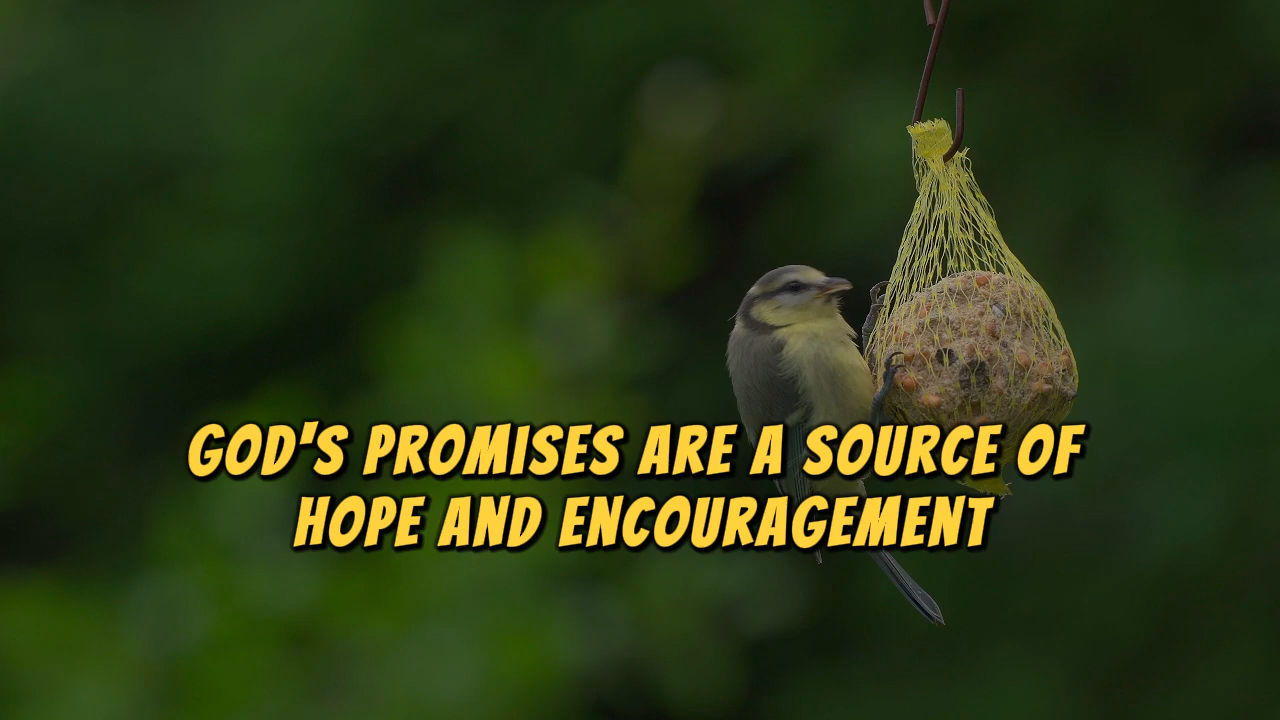 GOD'S PROMISES ARE A SOURCE OF
HOPE AND ENCOURAGEMENT